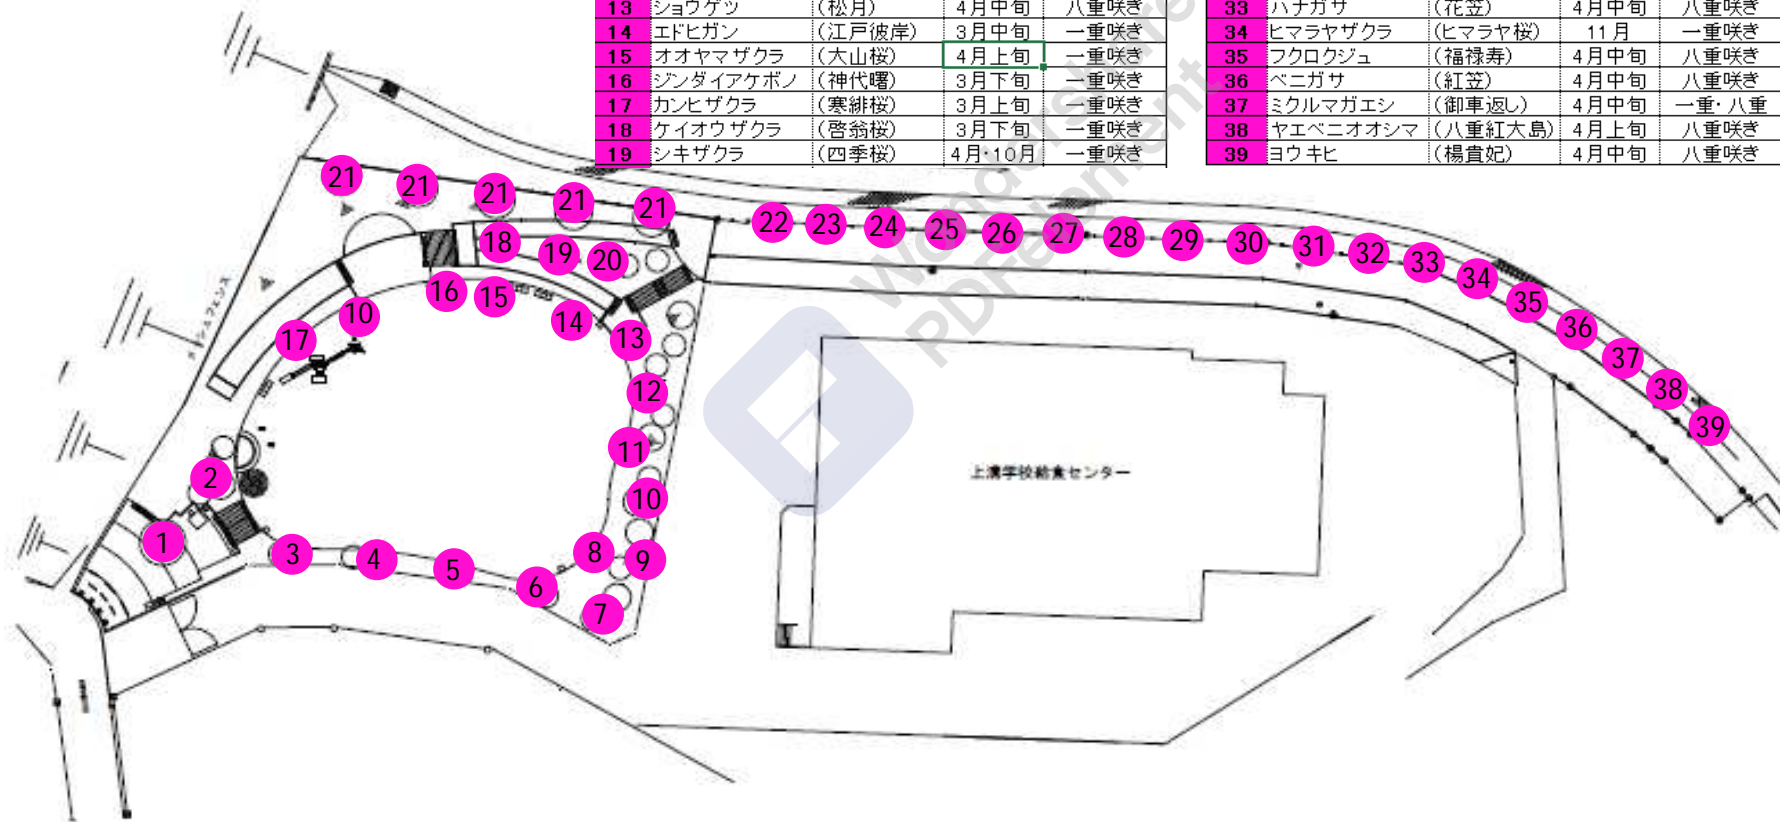 13 ショウゲツ (松月) 4月中旬 八重咲き
14 エドヒガン (江戸彼岸) 3月中旬 一重咲き
15 オオヤマザクラ (大山桜) 4月上旬 一重咲き
16 ジンダイアケボノ (神代曙) 3月下旬 一重咲き
17 カンヒザクラ (寒緋桜) 3月上旬 一重咲き
18 ケイオウザクラ (啓翁桜) 3月下旬 一重咲き
19 シキザクラ (四季桜) 4月・10月 一重咲き
33 ハナガサ (花笠) 4月中旬 八重咲き
34 ヒマラヤザクラ (ヒマラヤ桜) 11月 一重咲き
35 フクロクジュ (福禄寿) 4月中旬 八重咲き
36 ベニガサ (紅笠) 4月中旬 八重咲き
37 ミクルマガエシ (御車返し) 4月中旬 一重・八重
38 ヤエベニオオシマ (八重紅大島) 4月上旬 八重咲き
39 ヨウキヒ (楊貴妃) 4月中旬 八重咲き
21 21 21 21 21
22 23 24 25 26 27 28 29 30 31 32 33 34 35 36 37 38 39
18 19 20
16 15 14 13
17 10
メッシュフェンス
12
11
10
2
1
3 4 5 6 8 9
7
上溝学校給食センター
Wondershare
PDFelement